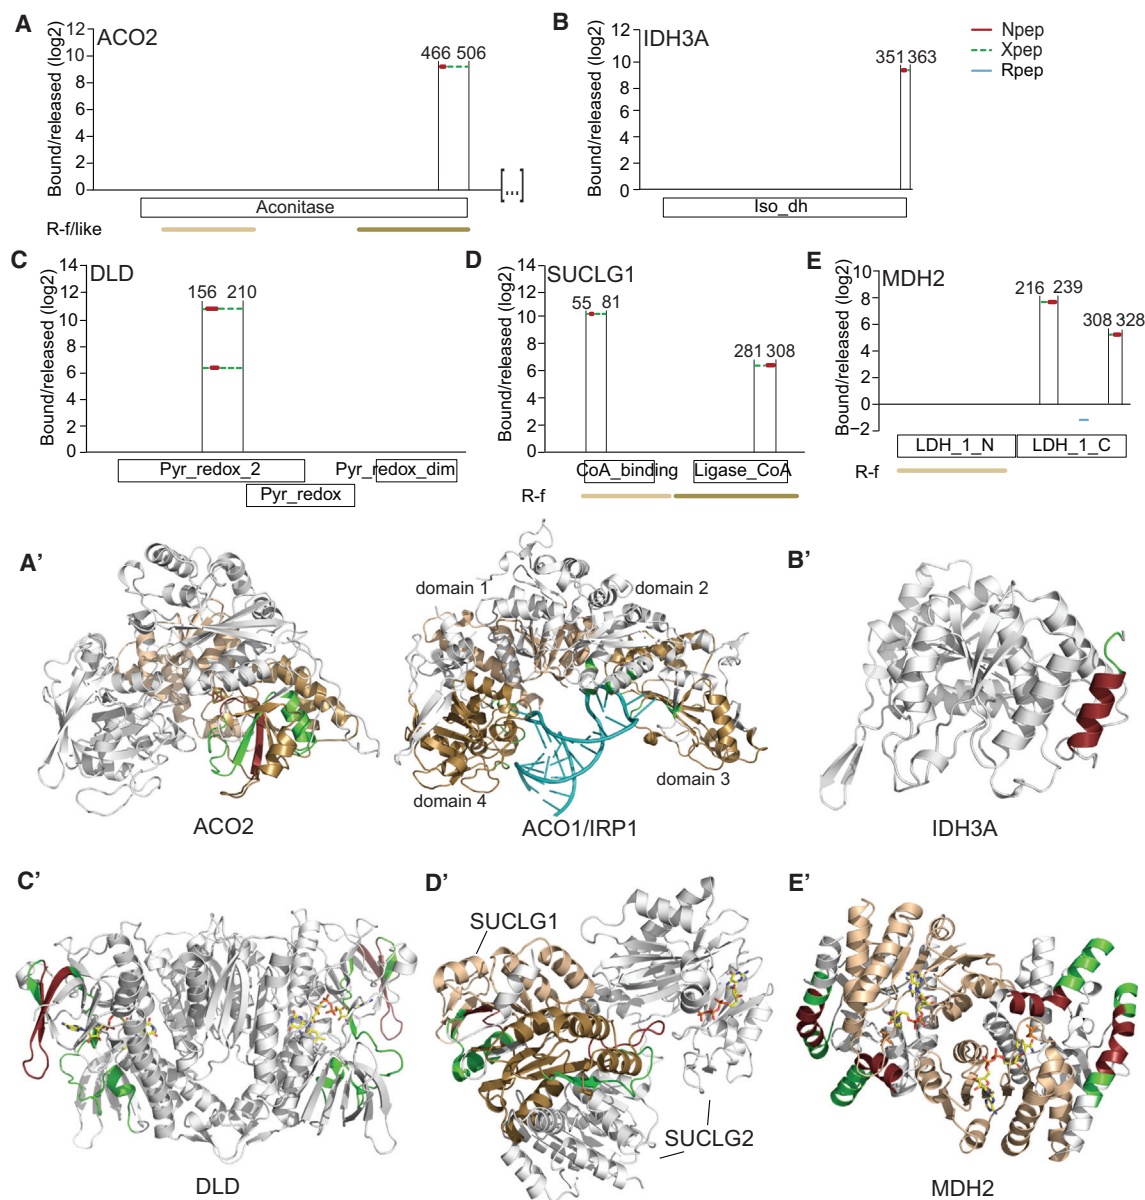 A
Bound/released (log2)
12
10
8
6
4
2
0
ACO2
466 506
[...]
Aconitase
R-f/like
B
Bound/released (log2)
12
10
8
6
4
2
0
IDH3A
351 363
Iso_dh
Npep
Xpep
Rpep
C
Bound/released (log2)
14
12
10
8
6
4
2
0
DLD
156 210
Pyr_redox_2
Pyr_redox_dim
Pyr_redox
D
Bound/released (log2)
14
12
10
8
6
4
2
0
SUCLG1
55 81
281 308
CoA_binding
Ligase_CoA
R-f
E
Bound/released (log2)
10
8
6
4
2
0
−2
MDH2
216 239
308 328
LDH_1_N
LDH_1_C
R-f
A'
ACO2
domain 1
domain 2
domain 3
domain 4
ACO1/IRP1
B'
IDH3A
C'
DLD
D'
SUCLG1
SUCLG2
E'
MDH2